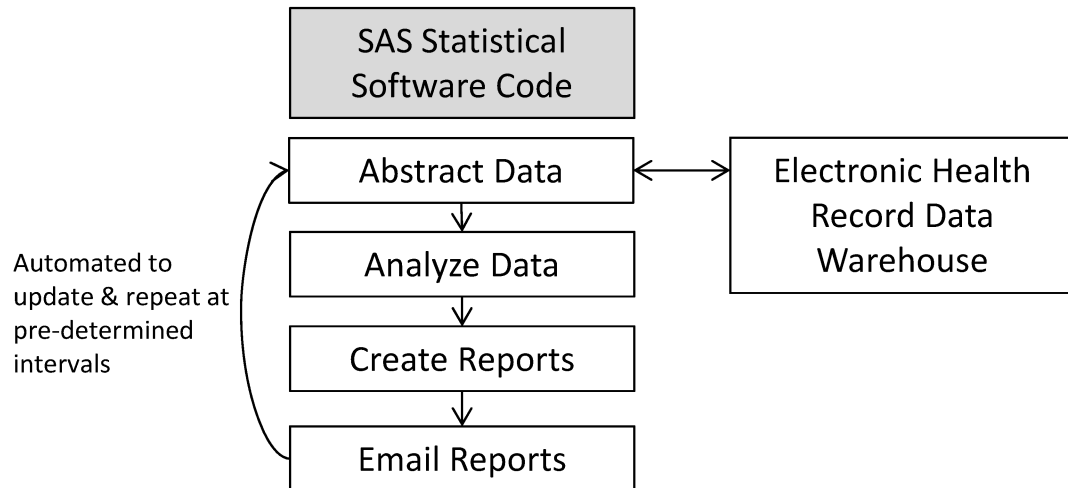 SAS Statistical
Software Code
Abstract Data
Electronic Health
Record Data
Warehouse
Analyze Data
Automated to
update & repeat at
pre-determined
intervals
Create Reports
Email Reports